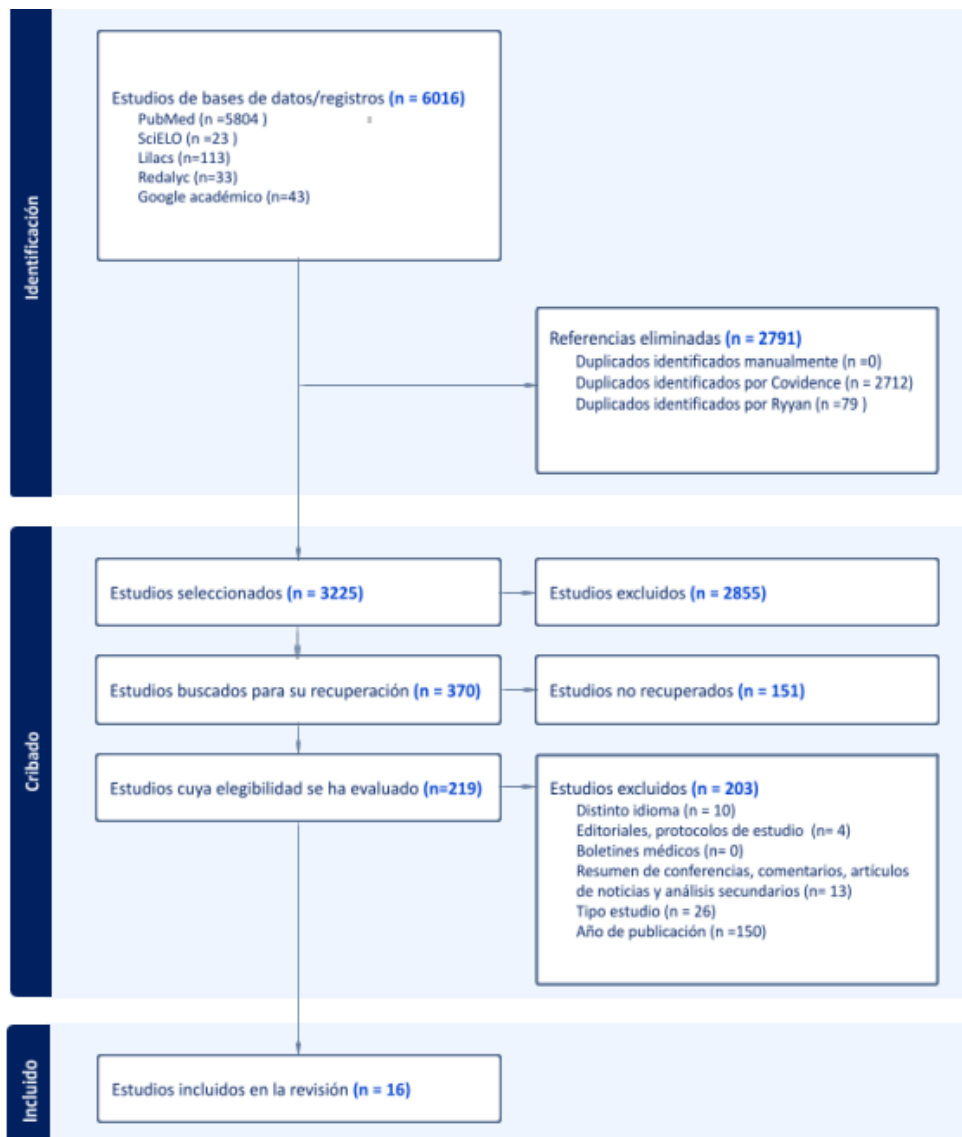 Identificación
Estudios de bases de datos/registros (n = 6016)
PubMed (n =5804 )
SciELO (n =23 )
Lilacs (n=113)
Redalyc (n=33)
Google académico (n=43)
Referencias eliminadas (n = 2791)
Duplicados identificados manualmente (n =0)
Duplicados identificados por Covidence (n = 2712)
Duplicados identificados por Ryyan (n =79 )
Cribado
Estudios seleccionados (n = 3225)
Estudios excluidos (n = 2855)
Estudios buscados para su recuperación (n = 370)
Estudios no recuperados (n = 151)
Estudios cuya elegibilidad se ha evaluado (n=219)
Estudios excluidos (n = 203)
Distinto idioma (n = 10)
Editoriales, protocolos de estudio (n= 4)
Boletines médicos (n= 0)
Resumen de conferencias, comentarios, artículos
de noticias y análisis secundarios (n= 13)
Tipo estudio (n = 26)
Año de publicación (n =150)
Incluido
Estudios incluidos en la revisión (n = 16)